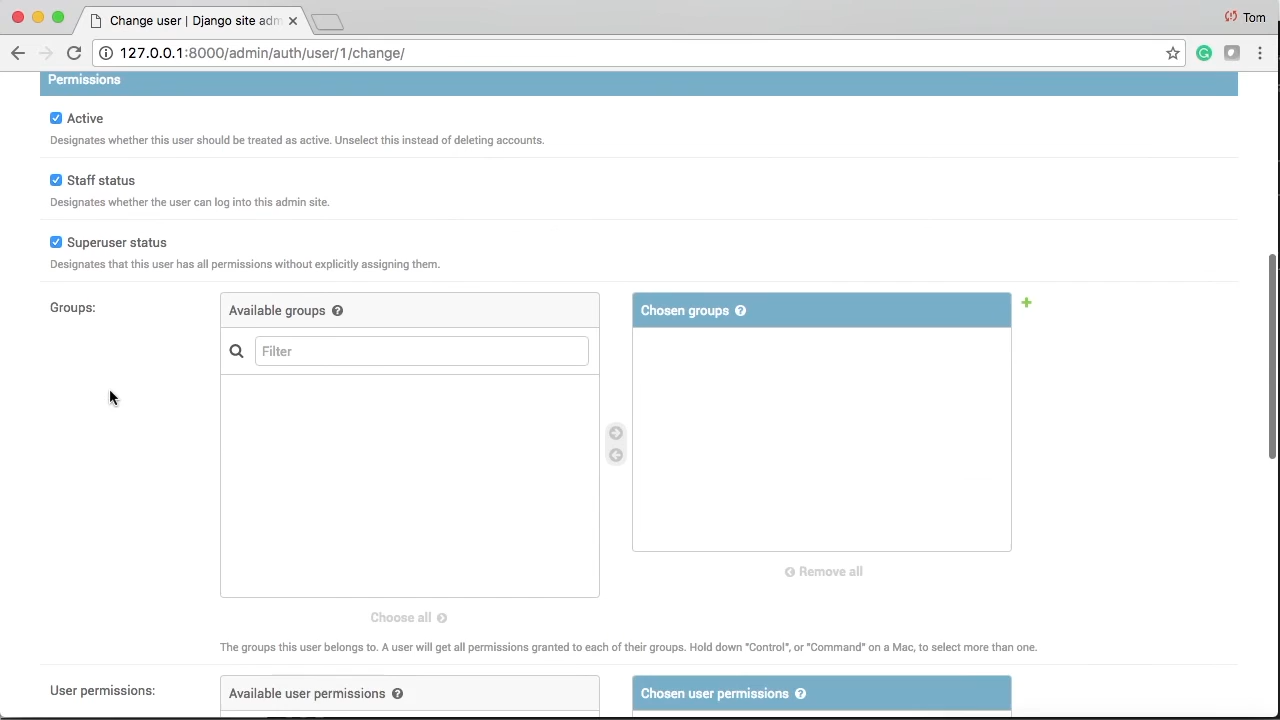 Change user | Django site adm
Tom
127.0.0.1:8000/admin/auth/user/1/change/
Permissions
Active
Designates whether this user should be treated as active. Unselect this instead of deleting accounts.
Staff status
Designates whether the user can log into this admin site.
Superuser status
Designates that this user has all permissions without explicitly assigning them.
Groups:
Available groups
Chosen groups
Filter
Remove all
Choose all
The groups this user belongs to. A user will get all permissions granted to each of their groups. Hold down "Control", or "Command" on a Mac, to select more than one.
User permissions:
Available user permissions
Chosen user permissions